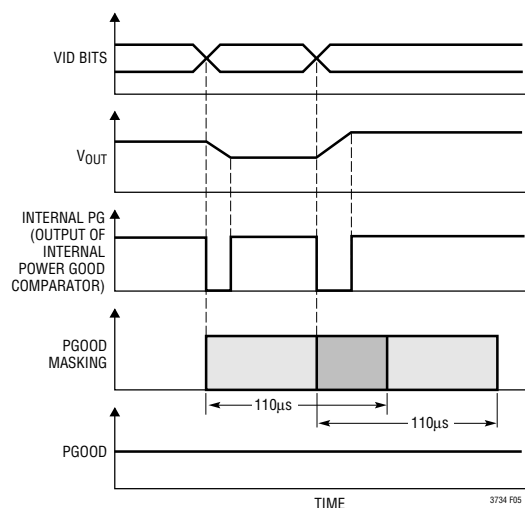 VID BITS
VOUT
INTERNAL PG
(OUTPUT OF
INTERNAL
POWER GOOD
COMPARATOR)
PGOOD
MASKING
110µs
110µs
PGOOD
TIME
3734 F05